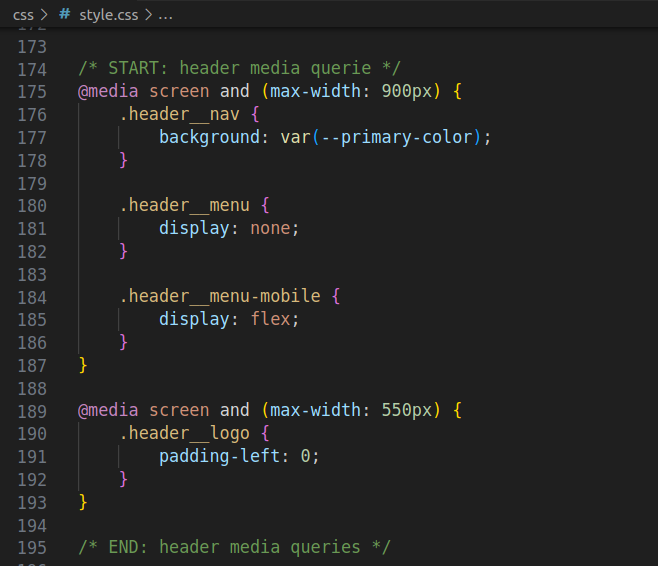 css > # style.css > ...
173
174 /* START: header media querie */
175 @media screen and (max-width: 900px) {
176     .header__nav {
177         background: var(--primary-color);
178     }
179
180     .header__menu {
181         display: none;
182     }
183
184     .header__menu-mobile {
185         display: flex;
186     }
187 }
188
189 @media screen and (max-width: 550px) {
190     .header__logo {
191         padding-left: 0;
192     }
193 }
194
195 /* END: header media queries */